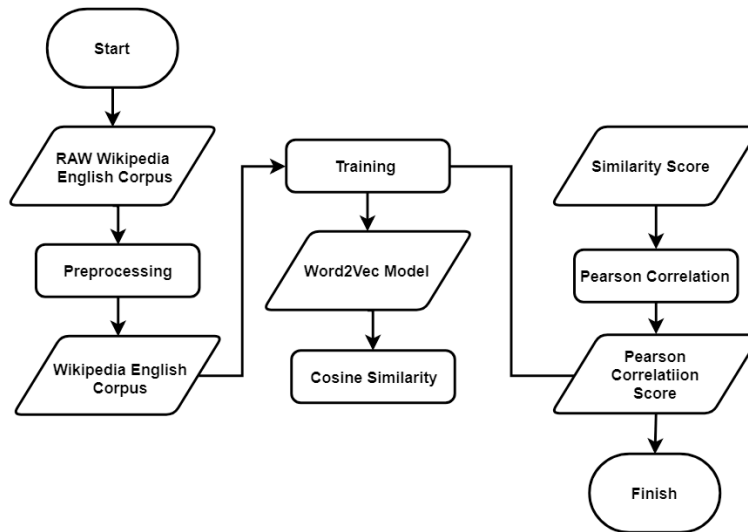 Start
RAW Wikipedia
English Corpus
Preprocessing
Wikipedia English
Corpus
Training
Word2Vec Model
Cosine Similarity
Similarity Score
Pearson Correlation
Pearson
Correlatiion
Score
Finish